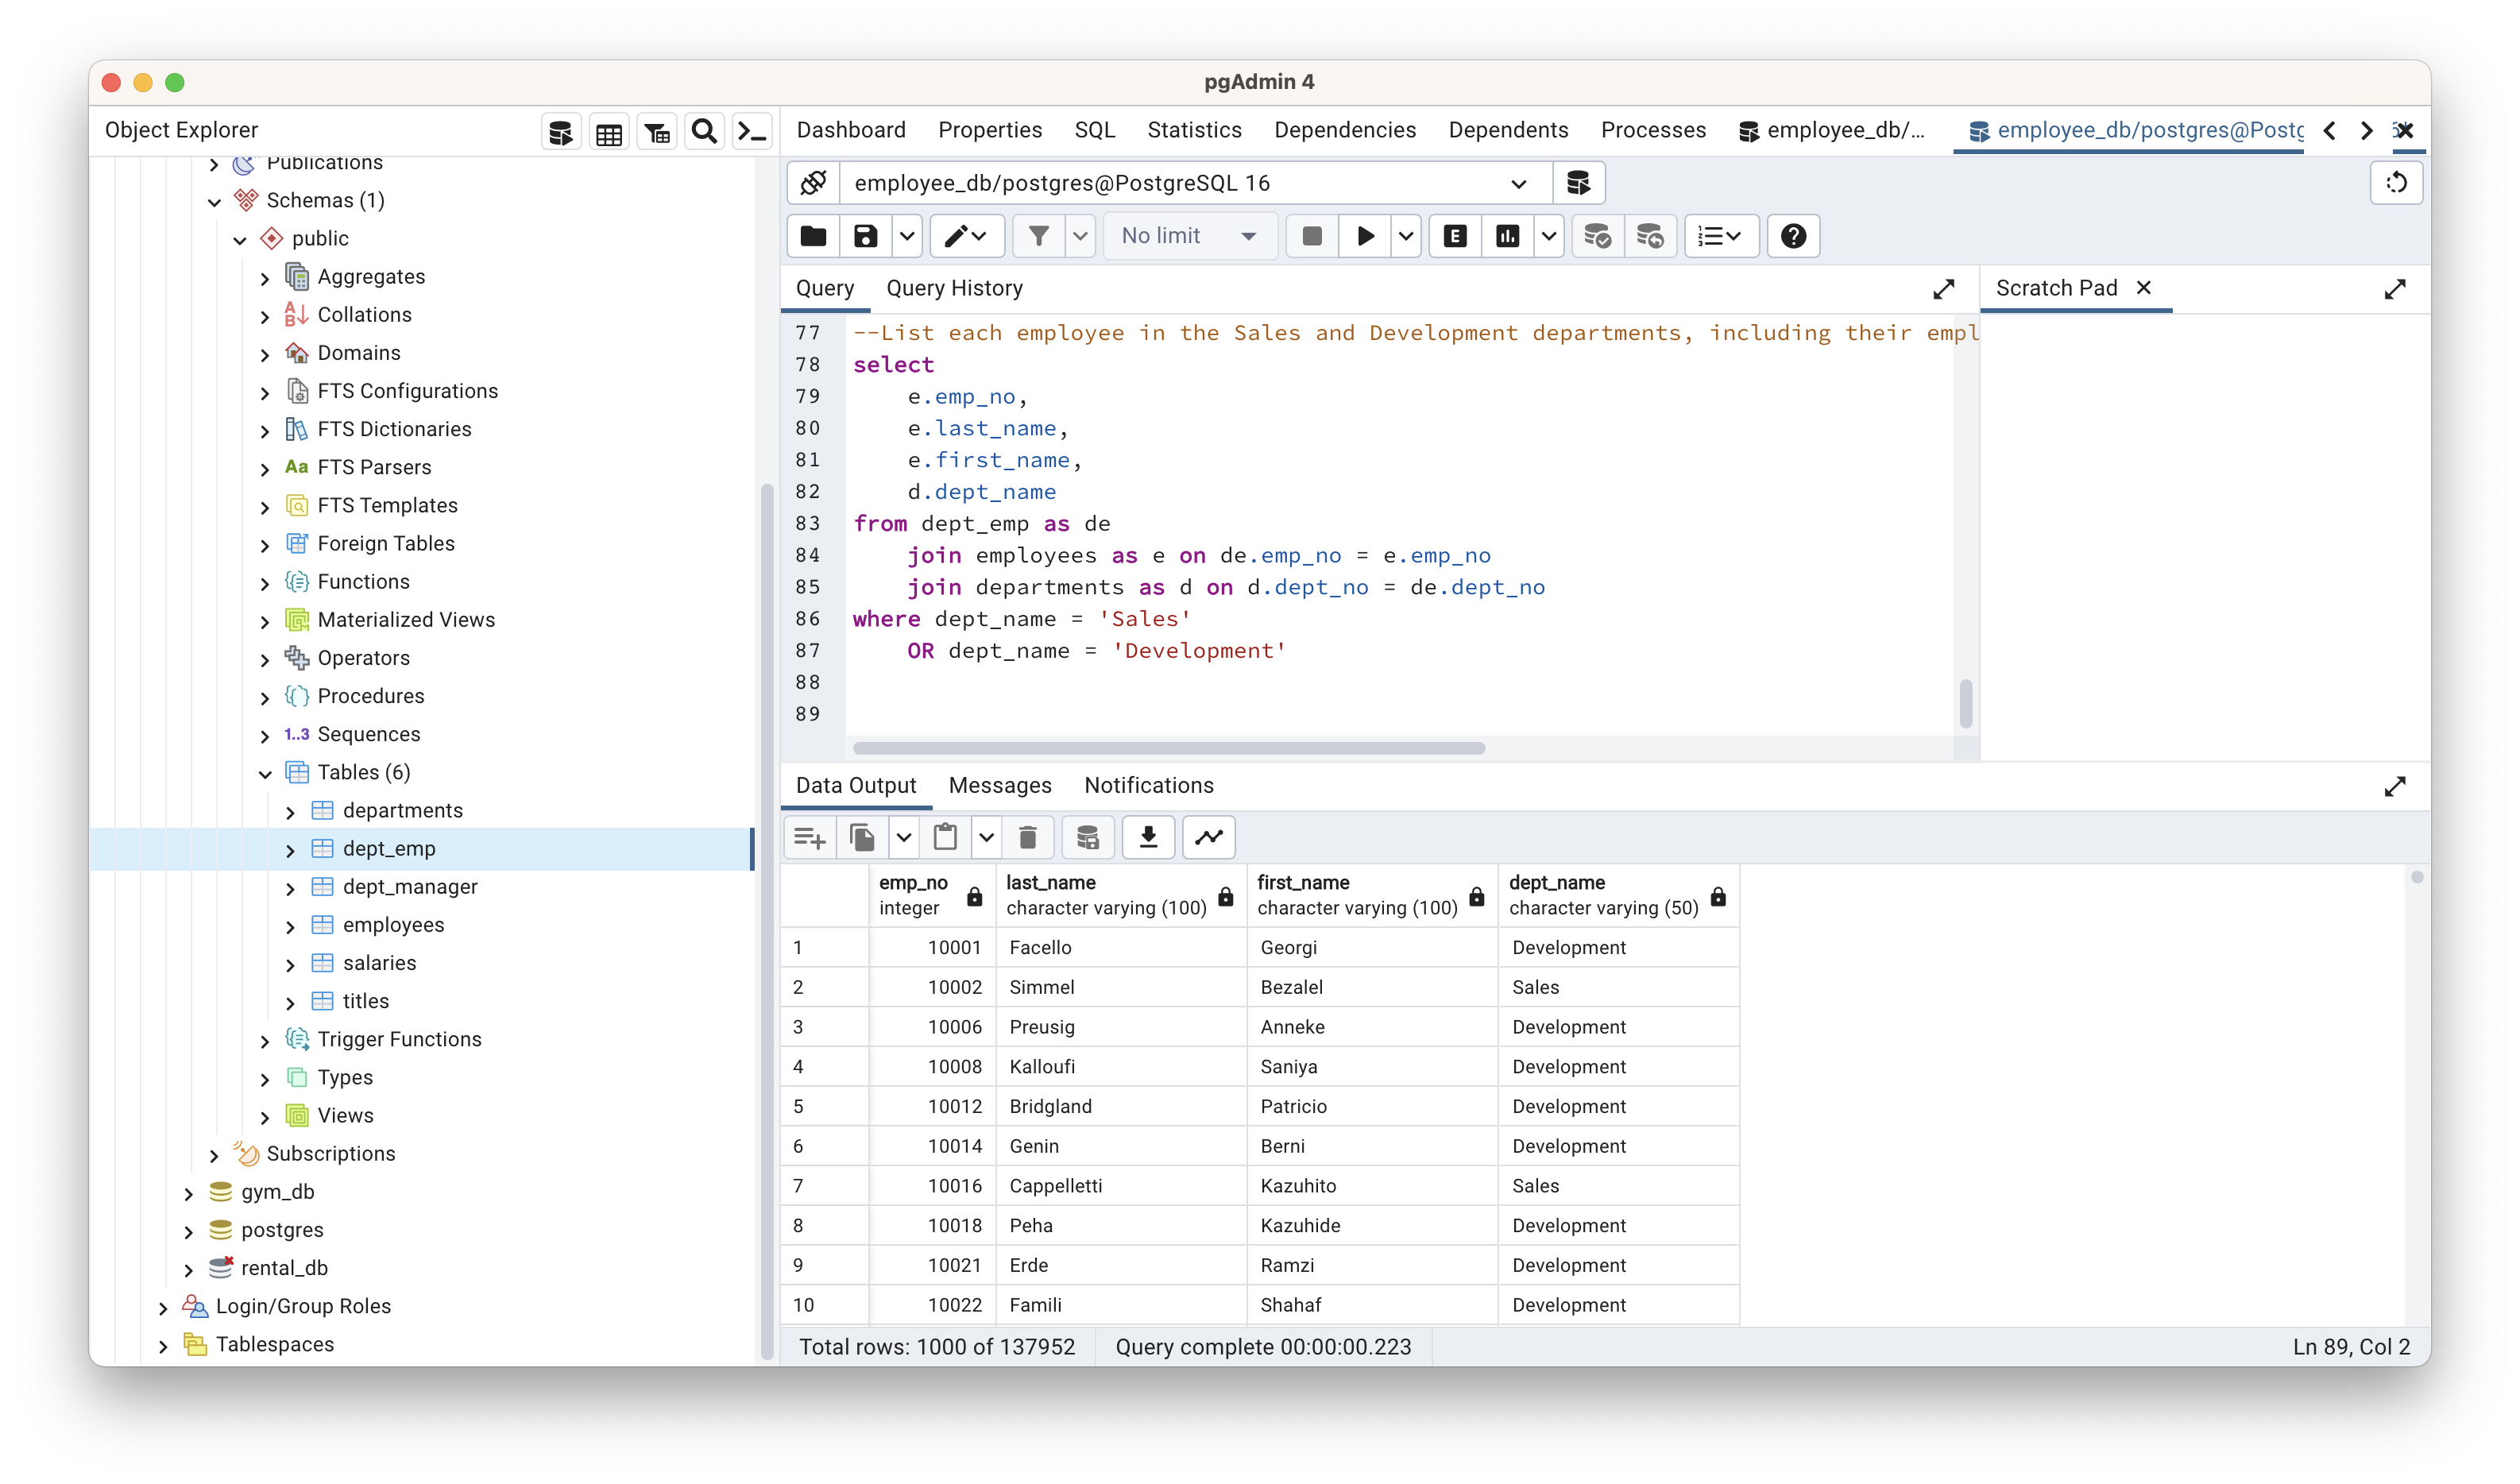 pgAdmin 4
Object Explorer
Publications
Schemas (1)
public
Aggregates
Collations
Domains
FTS Configurations
FTS Dictionaries
Aa FTS Parsers
FTS Templates
Foreign Tables
Functions
Materialized Views
Operators
Procedures
1..3 Sequences
Tables (6)
departments
dept_emp
dept_manager
employees
salaries
titles
Trigger Functions
Types
Views
Subscriptions
gym_db
postgres
rental_db
Login/Group Roles
Tablespaces
Dashboard Properties SQL Statistics Dependencies Dependents Processes employee_db/... employee_db/postgres@Postg
employee_db/postgres@PostgreSQL 16
No limit
Query Query History
Scratch Pad
77 --List each employee in the Sales and Development departments, including their empl
78 select
79 e.emp_no,
80 e.last_name,
81 e.first_name,
82 d.dept_name
83 from dept_emp as de
84 join employees as e on de.emp_no = e.emp_no
85 join departments as d on d.dept_no = de.dept_no
86 where dept_name = 'Sales'
87 OR dept_name = 'Development'
88
89
Data Output Messages Notifications
emp_no last_name first_name dept_name
integer character varying (100) character varying (100) character varying (50)
1 10001 Facello Georgi Development
2 10002 Simmel Bezalel Sales
3 10006 Preusig Anneke Development
4 10008 Kalloufi Saniya Development
5 10012 Bridgland Patricio Development
6 10014 Genin Berni Development
7 10016 Cappelletti Kazuhito Sales
8 10018 Peha Kazuhide Development
9 10021 Erde Ramzi Development
10 10022 Famili Shahaf Development
Total rows: 1000 of 137952 Query complete 00:00:00.223 Ln 89, Col 2